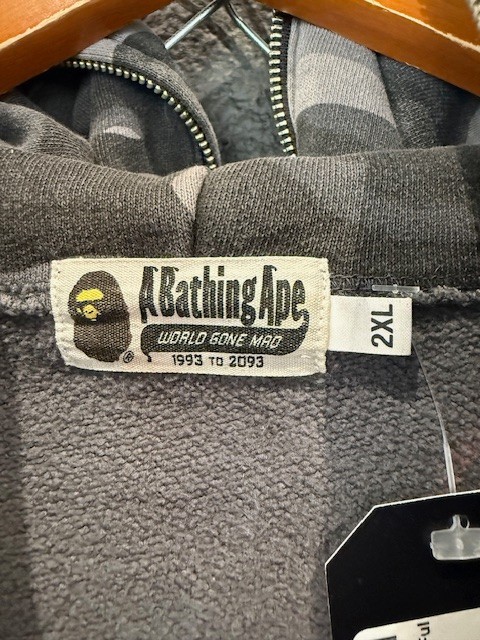 A Bathing Ape
®
WORLD GONE MAD
1993 TO 2093
2XL